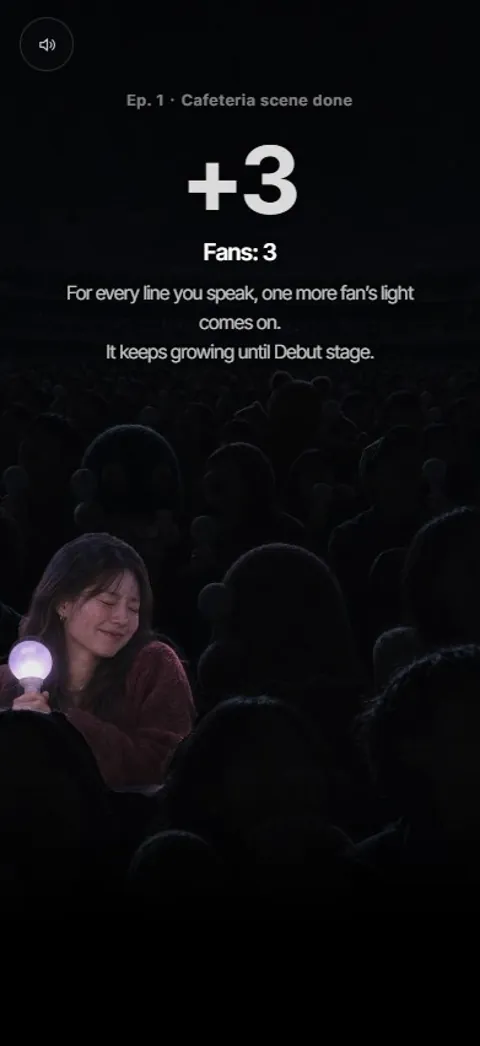 Ep. 1 · Cafeteria scene done
+3
Fans: 3
For every line you speak, one more fan’s light
comes on.
It keeps growing until Debut stage.